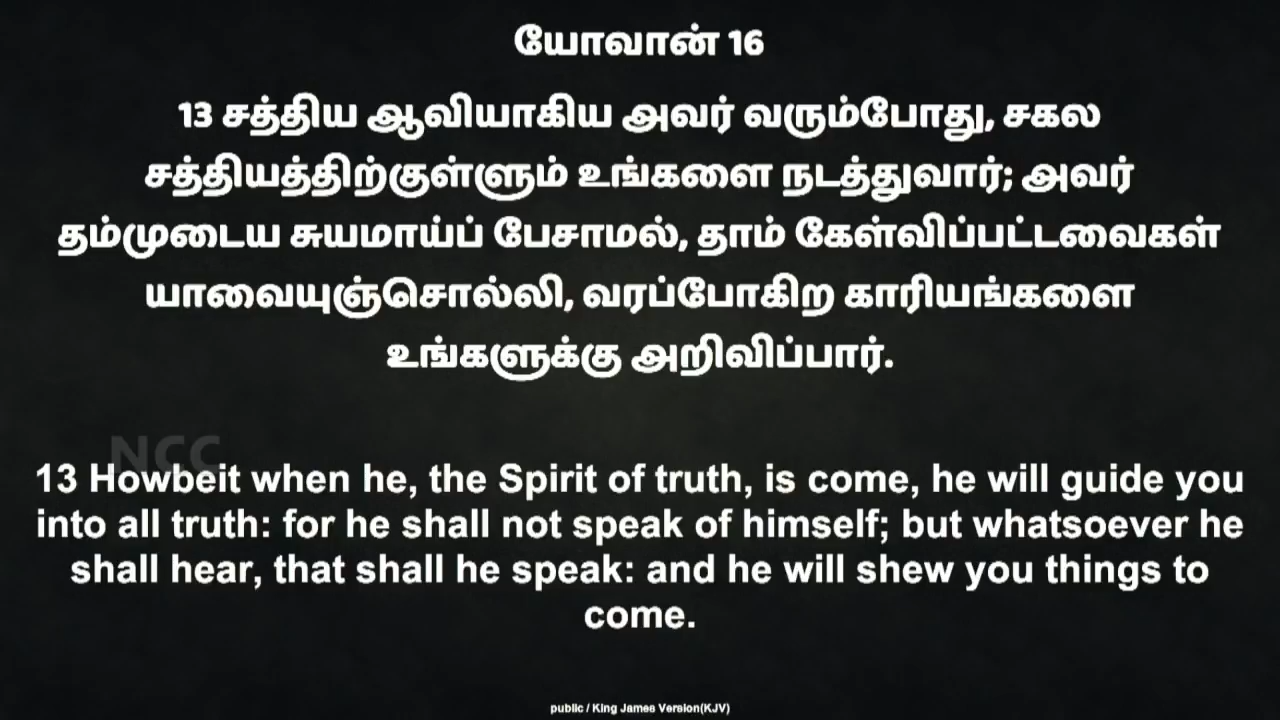 யோவான் 16
13 சத்திய ஆவியாகிய அவர் வரும்போது, சகல
சத்தியத்திற்குள்ளும் உங்களை நடத்துவார்; அவர்
தம்முடைய சுயமாய்ப் பேசாமல், தாம் கேள்விப்பட்டவைகள்
யாவையுஞ்சொல்லி, வரப்போகிற காரியங்களை
உங்களுக்கு அறிவிப்பார்.
NCC
13 Howbeit when he, the Spirit of truth, is come, he will guide you
into all truth: for he shall not speak of himself; but whatsoever he
shall hear, that shall he speak: and he will shew you things to
come.
public / King James Version(KJV)